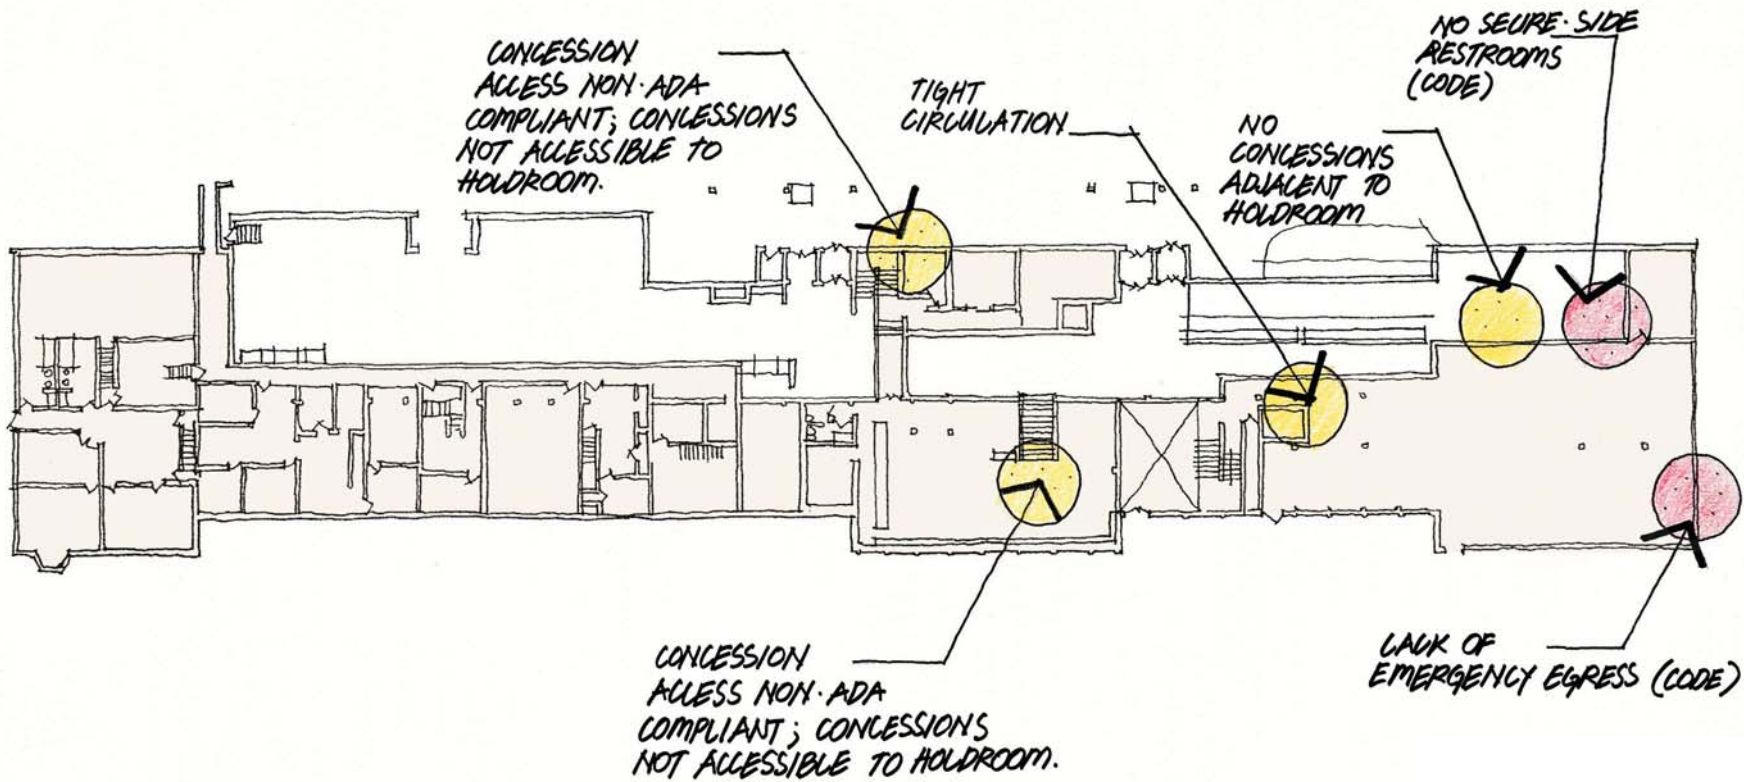 CONCESSION
ACCESS NON·ADA
COMPLIANT; CONCESSIONS
NOT ACCESSIBLE TO
HOLDROOM.
TIGHT
CIRCULATION
NO
CONCESSIONS
ADJACENT TO
HOLDROOM
NO SECURE·SIDE
RESTROOMS
(CODE)
CONCESSION
ACCESS NON·ADA
COMPLIANT; CONCESSIONS
NOT ACCESSIBLE TO HOLDROOM.
LACK OF
EMERGENCY EGRESS (CODE)